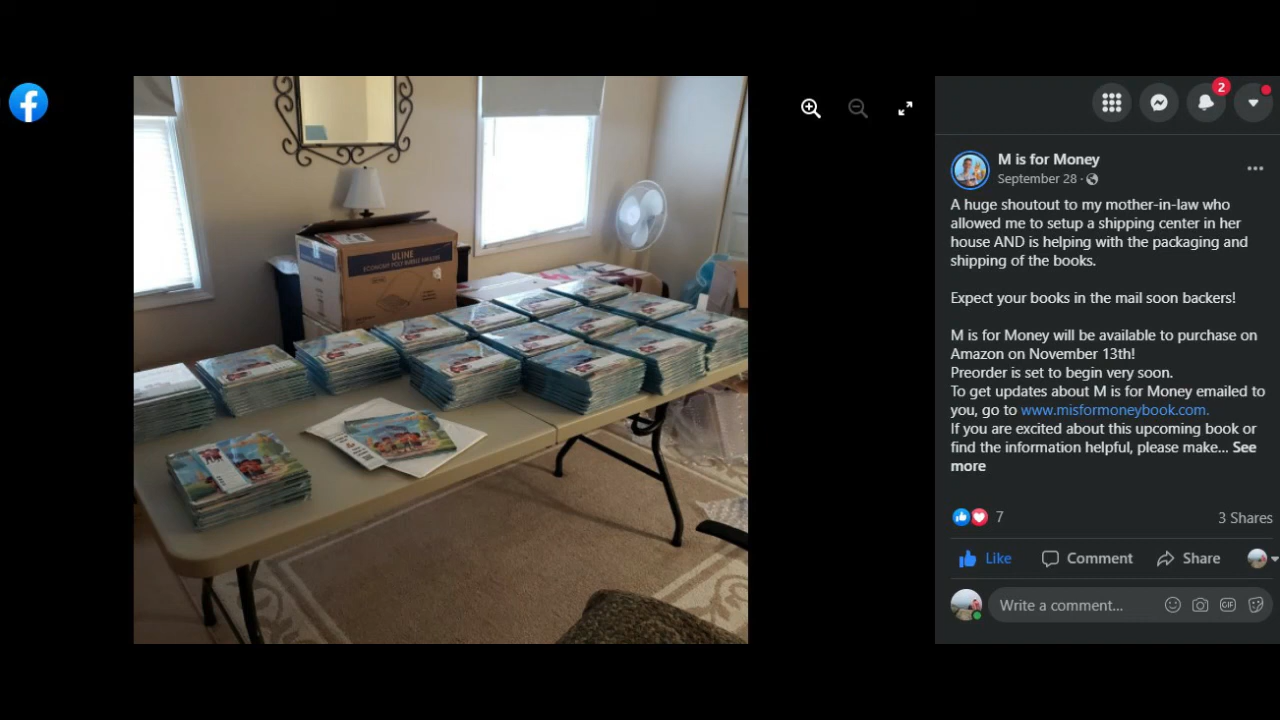 ULINE
ECONOMY POLY BUBBLE MAILERS
2
M is for Money
September 28
A huge shoutout to my mother-in-law who
allowed me to setup a shipping center in her
house AND is helping with the packaging and
shipping of the books.
Expect your books in the mail soon backers!
M is for Money will be available to purchase on
Amazon on November 13th!
Preorder is set to begin very soon.
To get updates about M is for Money emailed to
you, go to www.misformoneybook.com.
If you are excited about this upcoming book or
find the information helpful, please make... See
more
7
3 Shares
Like Comment Share
Write a comment...
GIF